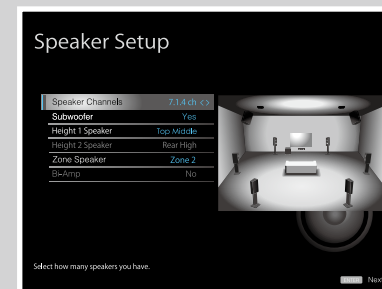 Speaker Setup
Speaker Channels 7.1.4 ch < >
Subwoofer Yes
Height 1 Speaker Top Middle
Height 2 Speaker Rear High
Zone Speaker Zone 2
Bi-Amp No
Select how many speakers you have.
ENTER Next